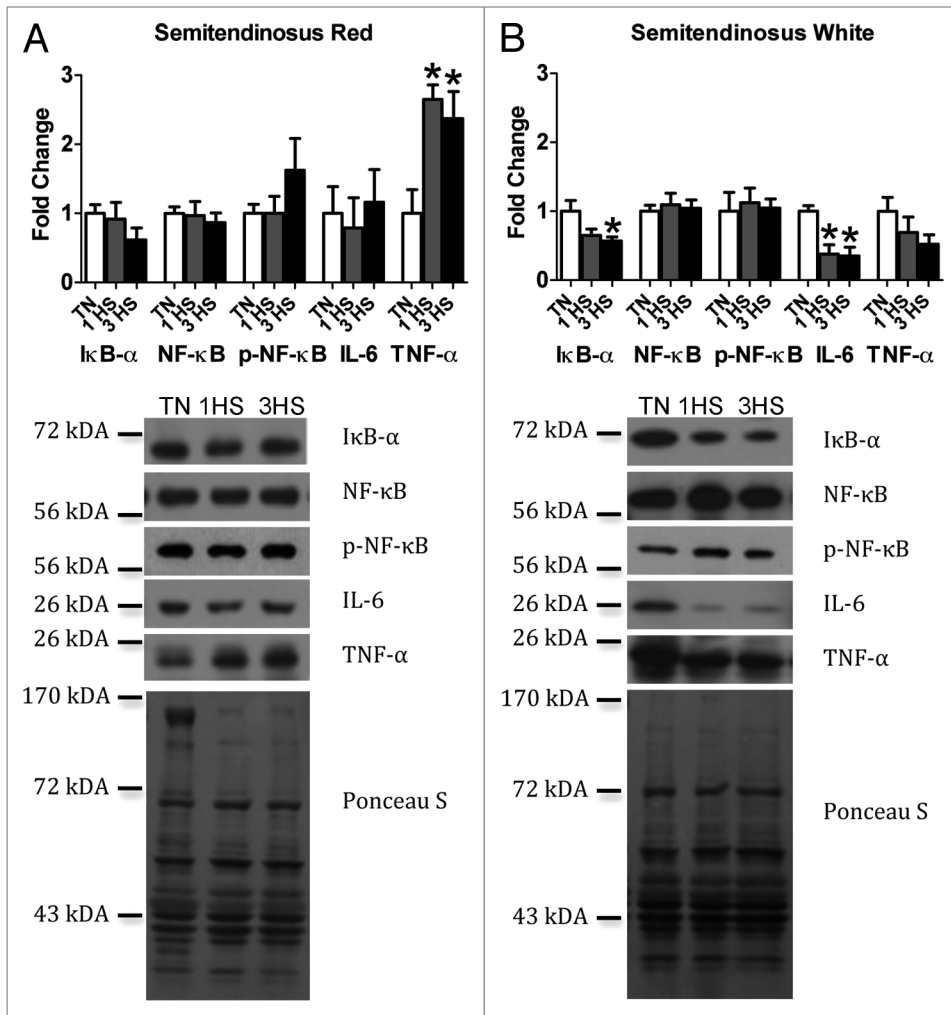 A
Semitendinosus Red
Fold Change
3
2
1
0
* *
TN 1 HS 3 HS TN 1 HS 3 HS TN 1 HS 3 HS TN 1 HS 3 HS TN 1 HS 3 HS
IκB-α NF-κB p-NF-κB IL-6 TNF-α
TN 1HS 3HS
72 kDA IκB-α
NF-κB
56 kDA
p-NF-κB
56 kDA
26 kDA IL-6
26 kDA
TNF-α
170 kDA
72 kDA
Ponceau S
43 kDA
B
Semitendinosus White
Fold Change
3
2
1
0
* * *
TN 1 HS 3 HS TN 1 HS 3 HS TN 1 HS 3 HS TN 1 HS 3 HS TN 1 HS 3 HS
IκB-α NF-κB p-NF-κB IL-6 TNF-α
TN 1HS 3HS
72 kDA IκB-α
NF-κB
56 kDA
p-NF-κB
56 kDA
26 kDA IL-6
26 kDA
TNF-α
170 kDA
72 kDA
Ponceau S
43 kDA